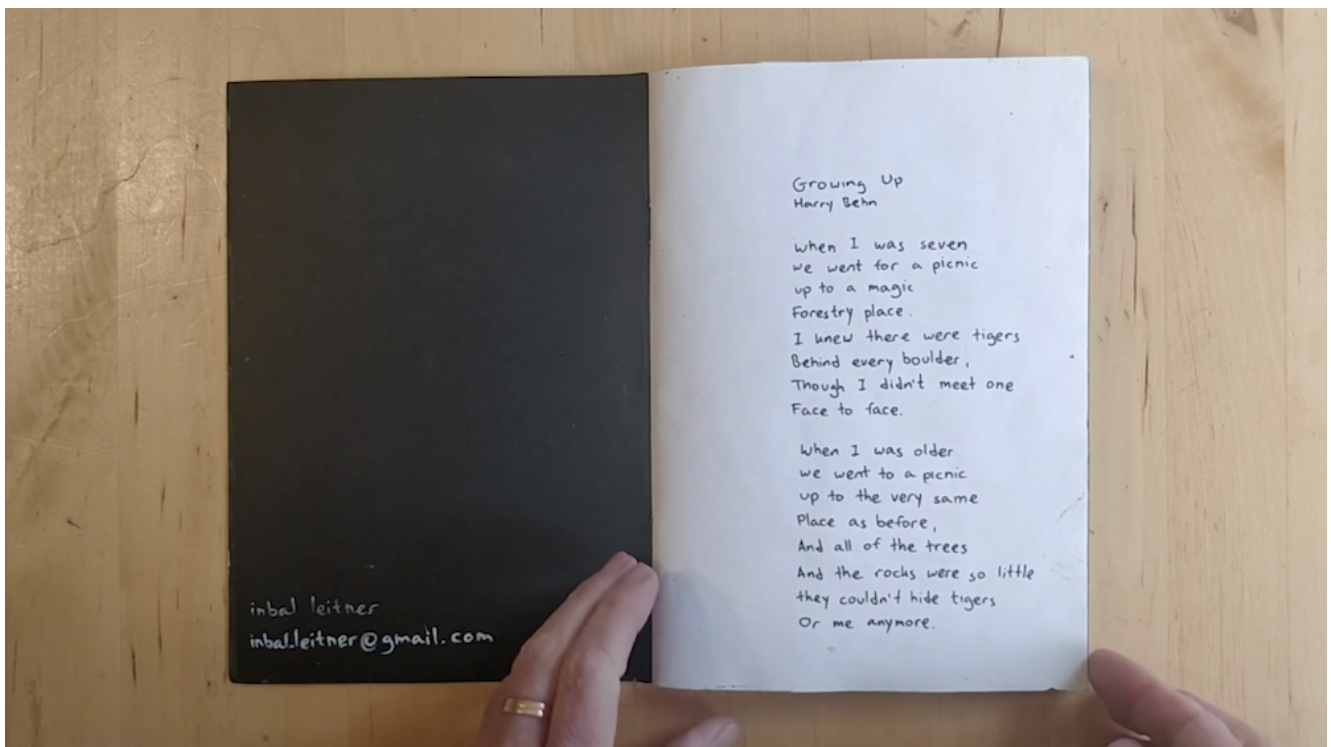 inbal leitner
inbal.leitner@gmail.com
Growing Up
Harry Behn
When I was seven
we went for a picnic
up to a magic
Forestry place.
I knew there were tigers
Behind every boulder,
Though I didn't meet one
Face to face.
When I was older
we went to a picnic
up to the very same
Place as before,
And all of the trees
And the rocks were so little
they couldn't hide tigers
Or me anymore.